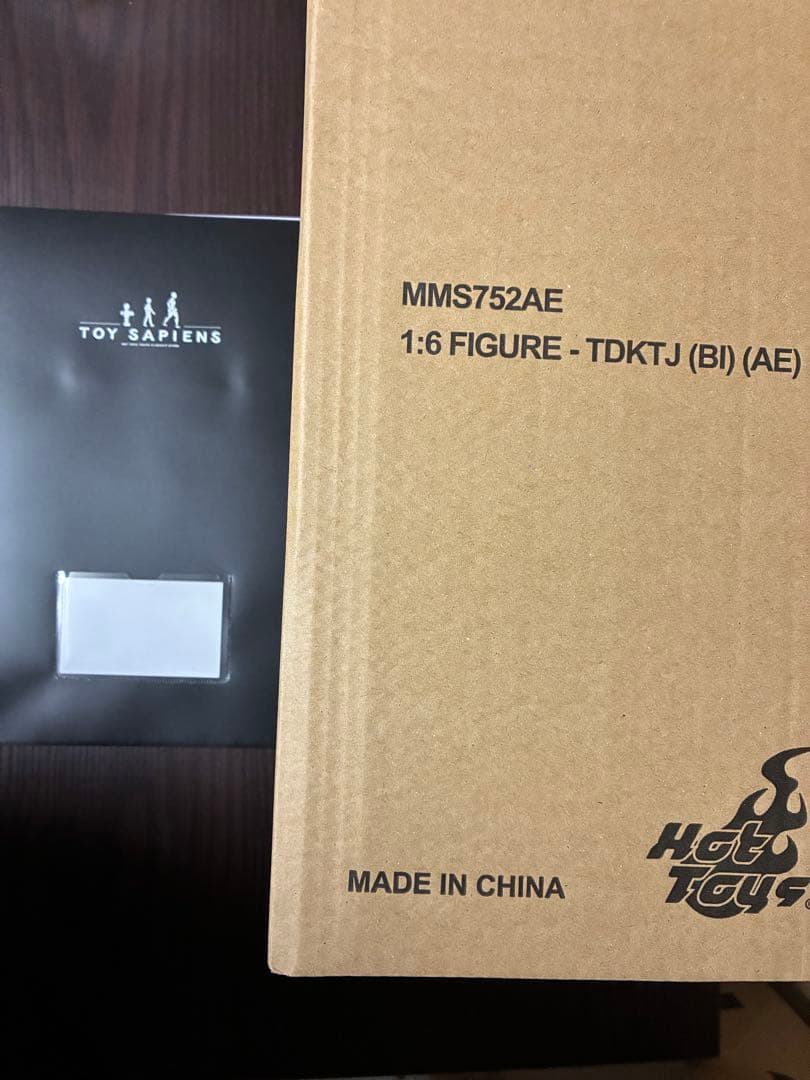 TOY SAPIENS
MMS752AE
1:6 FIGURE - TDKTJ (BI) (AE)
MADE IN CHINA
Hot
Toys